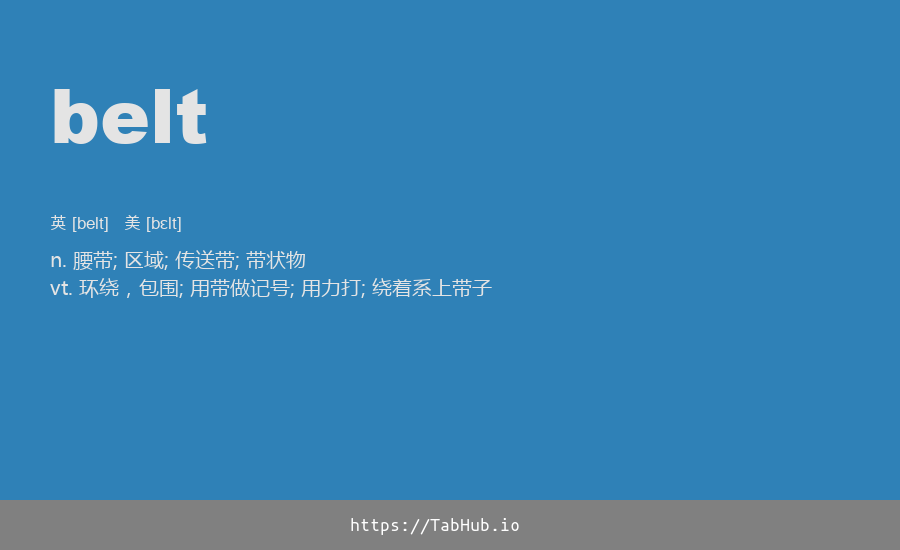 belt
英 [belt]   美 [bɛlt]
n. 腰带; 区域; 传送带; 带状物
vt. 环绕，包围; 用带做记号; 用力打; 绕着系上带子
https://TabHub.io